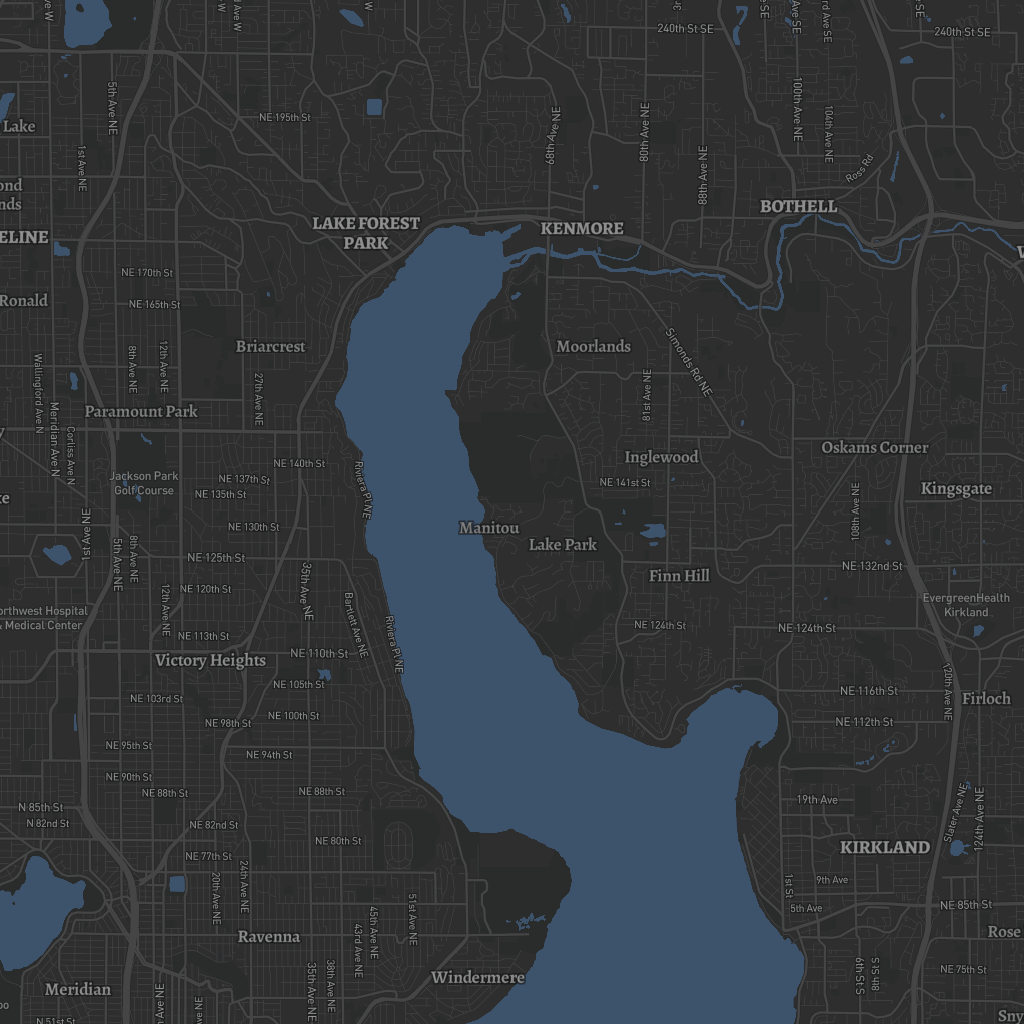 240th St SE
240th St SE
3rd Ave SE
100th Ave NE
104th Ave NE
5th Ave NE
NE 195th St
68th Ave NE
80th Ave NE
88th Ave NE
Ross Rd
Lake
1st Ave NE
ond
nds
BOTHELL
LAKE FOREST
PARK
KENMORE
ELINE
NE 170th St
Ronald
NE 165th St
Briarcrest
Moorlands
Simonds Rd NE
8th Ave NE
12th Ave NE
27th Ave NE
81st Ave NE
Wallingford Ave N
Meridian Ave N
Corliss Ave N
Paramount Park
Oskams Corner
Inglewood
NE 140th St
Jackson Park
Golf Course
NE 137th St
NE 135th St
Riviera Pl NE
NE 141st St
Kingsgate
108th Ave NE
1st Ave NE
NE 130th St
Manitou
Lake Park
5th Ave NE
8th Ave NE
NE 125th St
NE 132nd St
Finn Hill
35th Ave NE
NE 120th St
12th Ave NE
Bartlett Ave NE
Riviera Pl NE
EvergreenHealth
Kirkland
orthwest Hospital
& Medical Center
NE 124th St
NE 124th St
NE 113th St
NE 110th St
Victory Heights
NE 105th St
NE 116th St
120th Ave NE
Firloch
NE 103rd St
NE 100th St
NE 98th St
NE 112th St
NE 95th St
NE 94th St
NE 90th St
NE 88th St
NE 88th St
19th Ave
Slater Ave NE
124th Ave NE
N 85th St
N 82nd St
NE 82nd St
NE 80th St
KIRKLAND
NE 77th St
20th Ave NE
24th Ave NE
1st St
9th Ave
5th Ave
NE 85th St
45th Ave NE
51st Ave NE
43rd Ave NE
Ravenna
Rose
NE 75th St
6th St S
8th St S
Windermere
35th Ave NE
38th Ave NE
Meridian
N 51st St
Sny